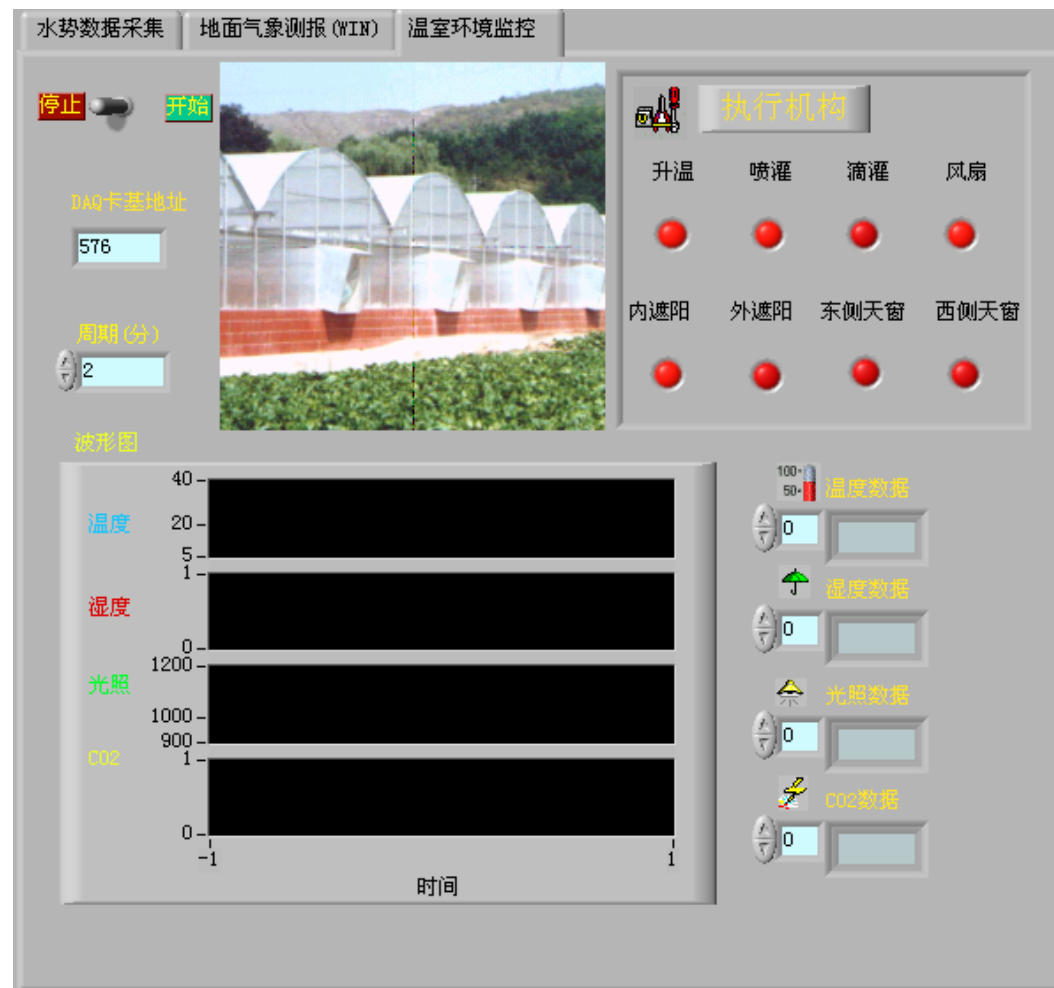 水势数据采集 地面气象测报(WIN) 温室环境监控
停止 开始
执行机构
升温 喷灌 滴灌 风扇
DAQ卡基地址
576
内遮阳 外遮阳 东侧天窗 西侧天窗
周期(分)
2
波形图
温度
40
20
5
湿度
1
0
光照
1200
1000
900
CO2
1
0
-1 1
时间
100
50
温度数据
0
湿度数据
0
光照数据
0
CO2数据
0